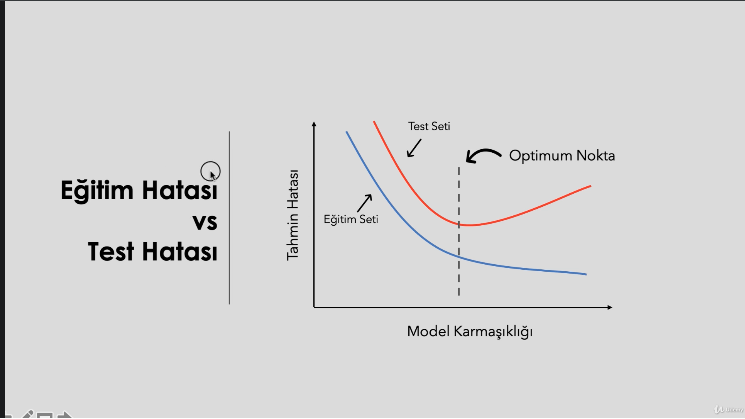 Eğitim Hatası
vs
Test Hatası
Tahmin Hatası
Test Seti
Optimum Nokta
Eğitim Seti
Model Karmaşıklığı